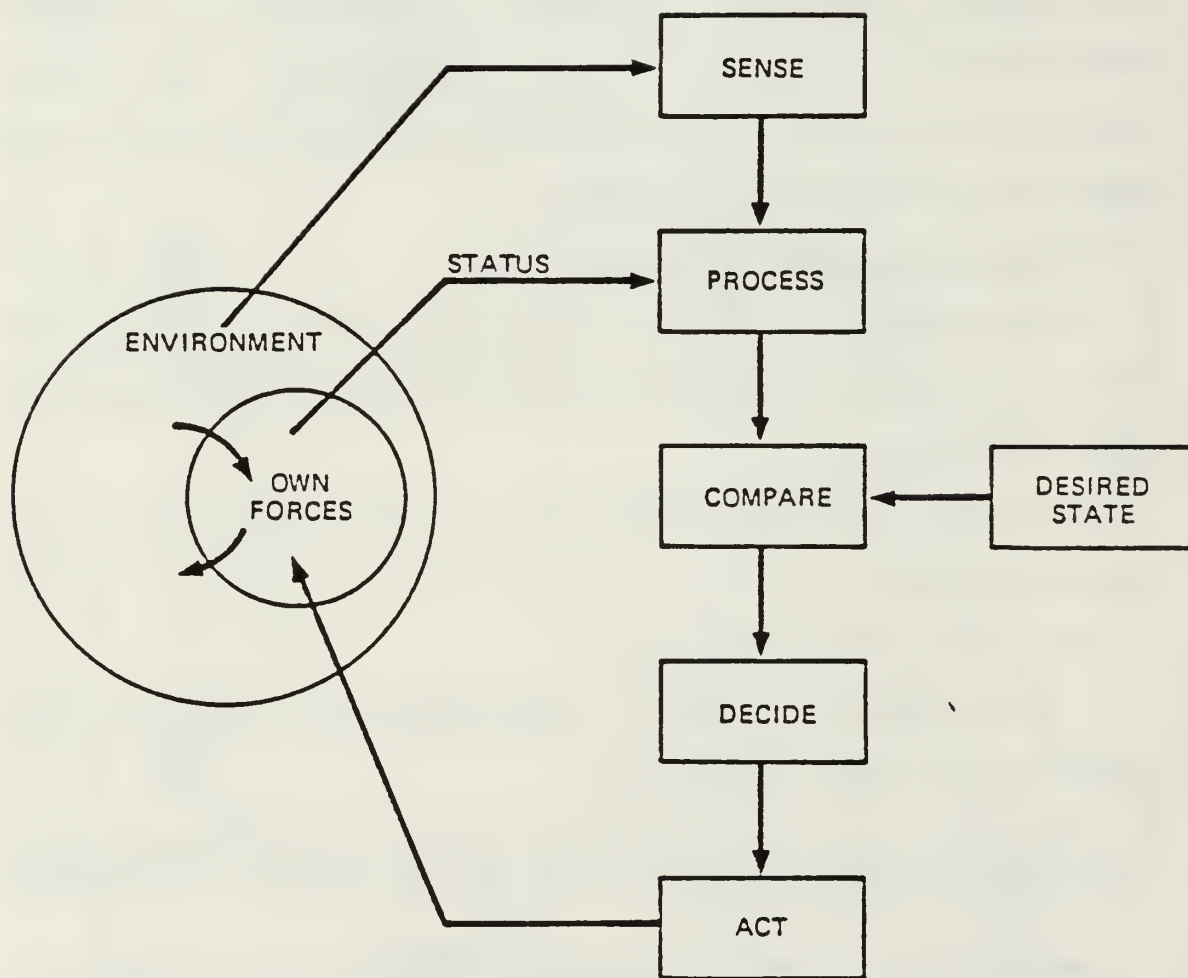 SENSE
STATUS
PROCESS
ENVIRONMENT
OWN
FORCES
COMPARE
DESIRED
STATE
DECIDE
ACT